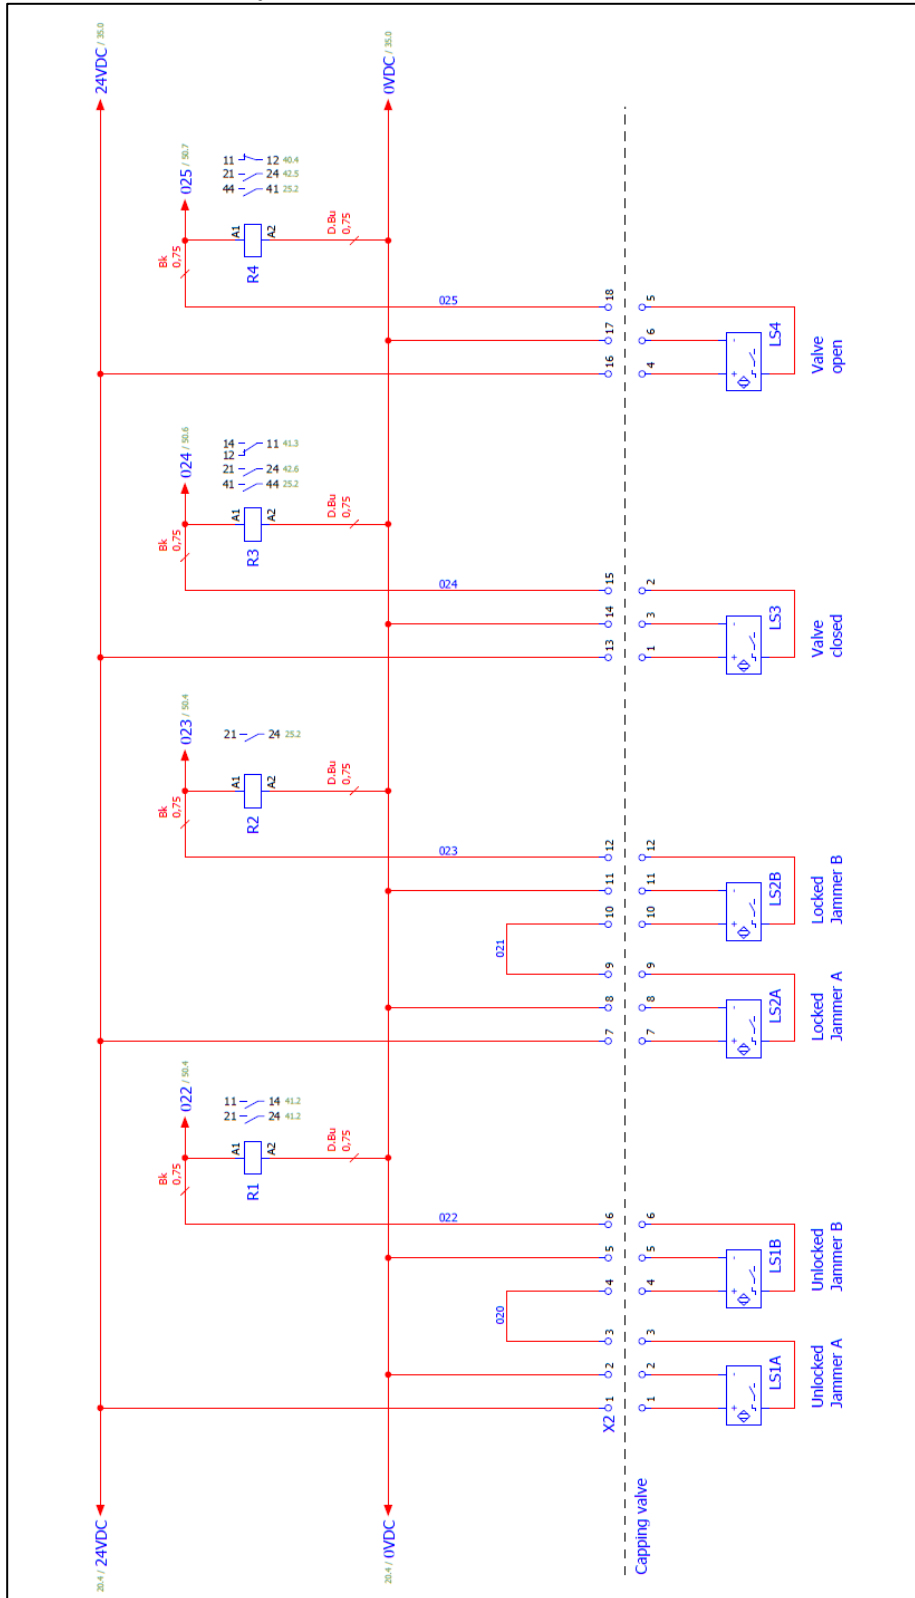 20.4 / 24VDC
24VDC / 35.0
20.4 / 0VDC
0VDC / 35.0
022 / 50.4
11 14 41.2
21 24 41.2
Bk
0,75
A1
A2
R1
D.Bu
0,75
023 / 50.4
21 24 25.2
Bk
0,75
A1
A2
R2
D.Bu
0,75
024 / 50.6
14 11 41.3
12
21 24 42.6
41 44 25.2
Bk
0,75
A1
A2
R3
D.Bu
0,75
025 / 50.7
11 12 40.4
21 24 42.5
44 41 25.2
Bk
0,75
A1
A2
R4
D.Bu
0,75
020
022
021
023
024
025
X2
1 2 3 4 5 6 7 8 9 10 11 12 13 14 15 16 17 18
Capping valve
1 2 3 4 5 6 7 8 9 10 11 12 1 3 2 4 6 5
+ -
LS1A
+ -
LS1B
+ -
LS2A
+ -
LS2B
+ -
LS3
+ -
LS4
Unlocked
Jammer A
Unlocked
Jammer B
Locked
Jammer A
Locked
Jammer B
Valve
closed
Valve
open